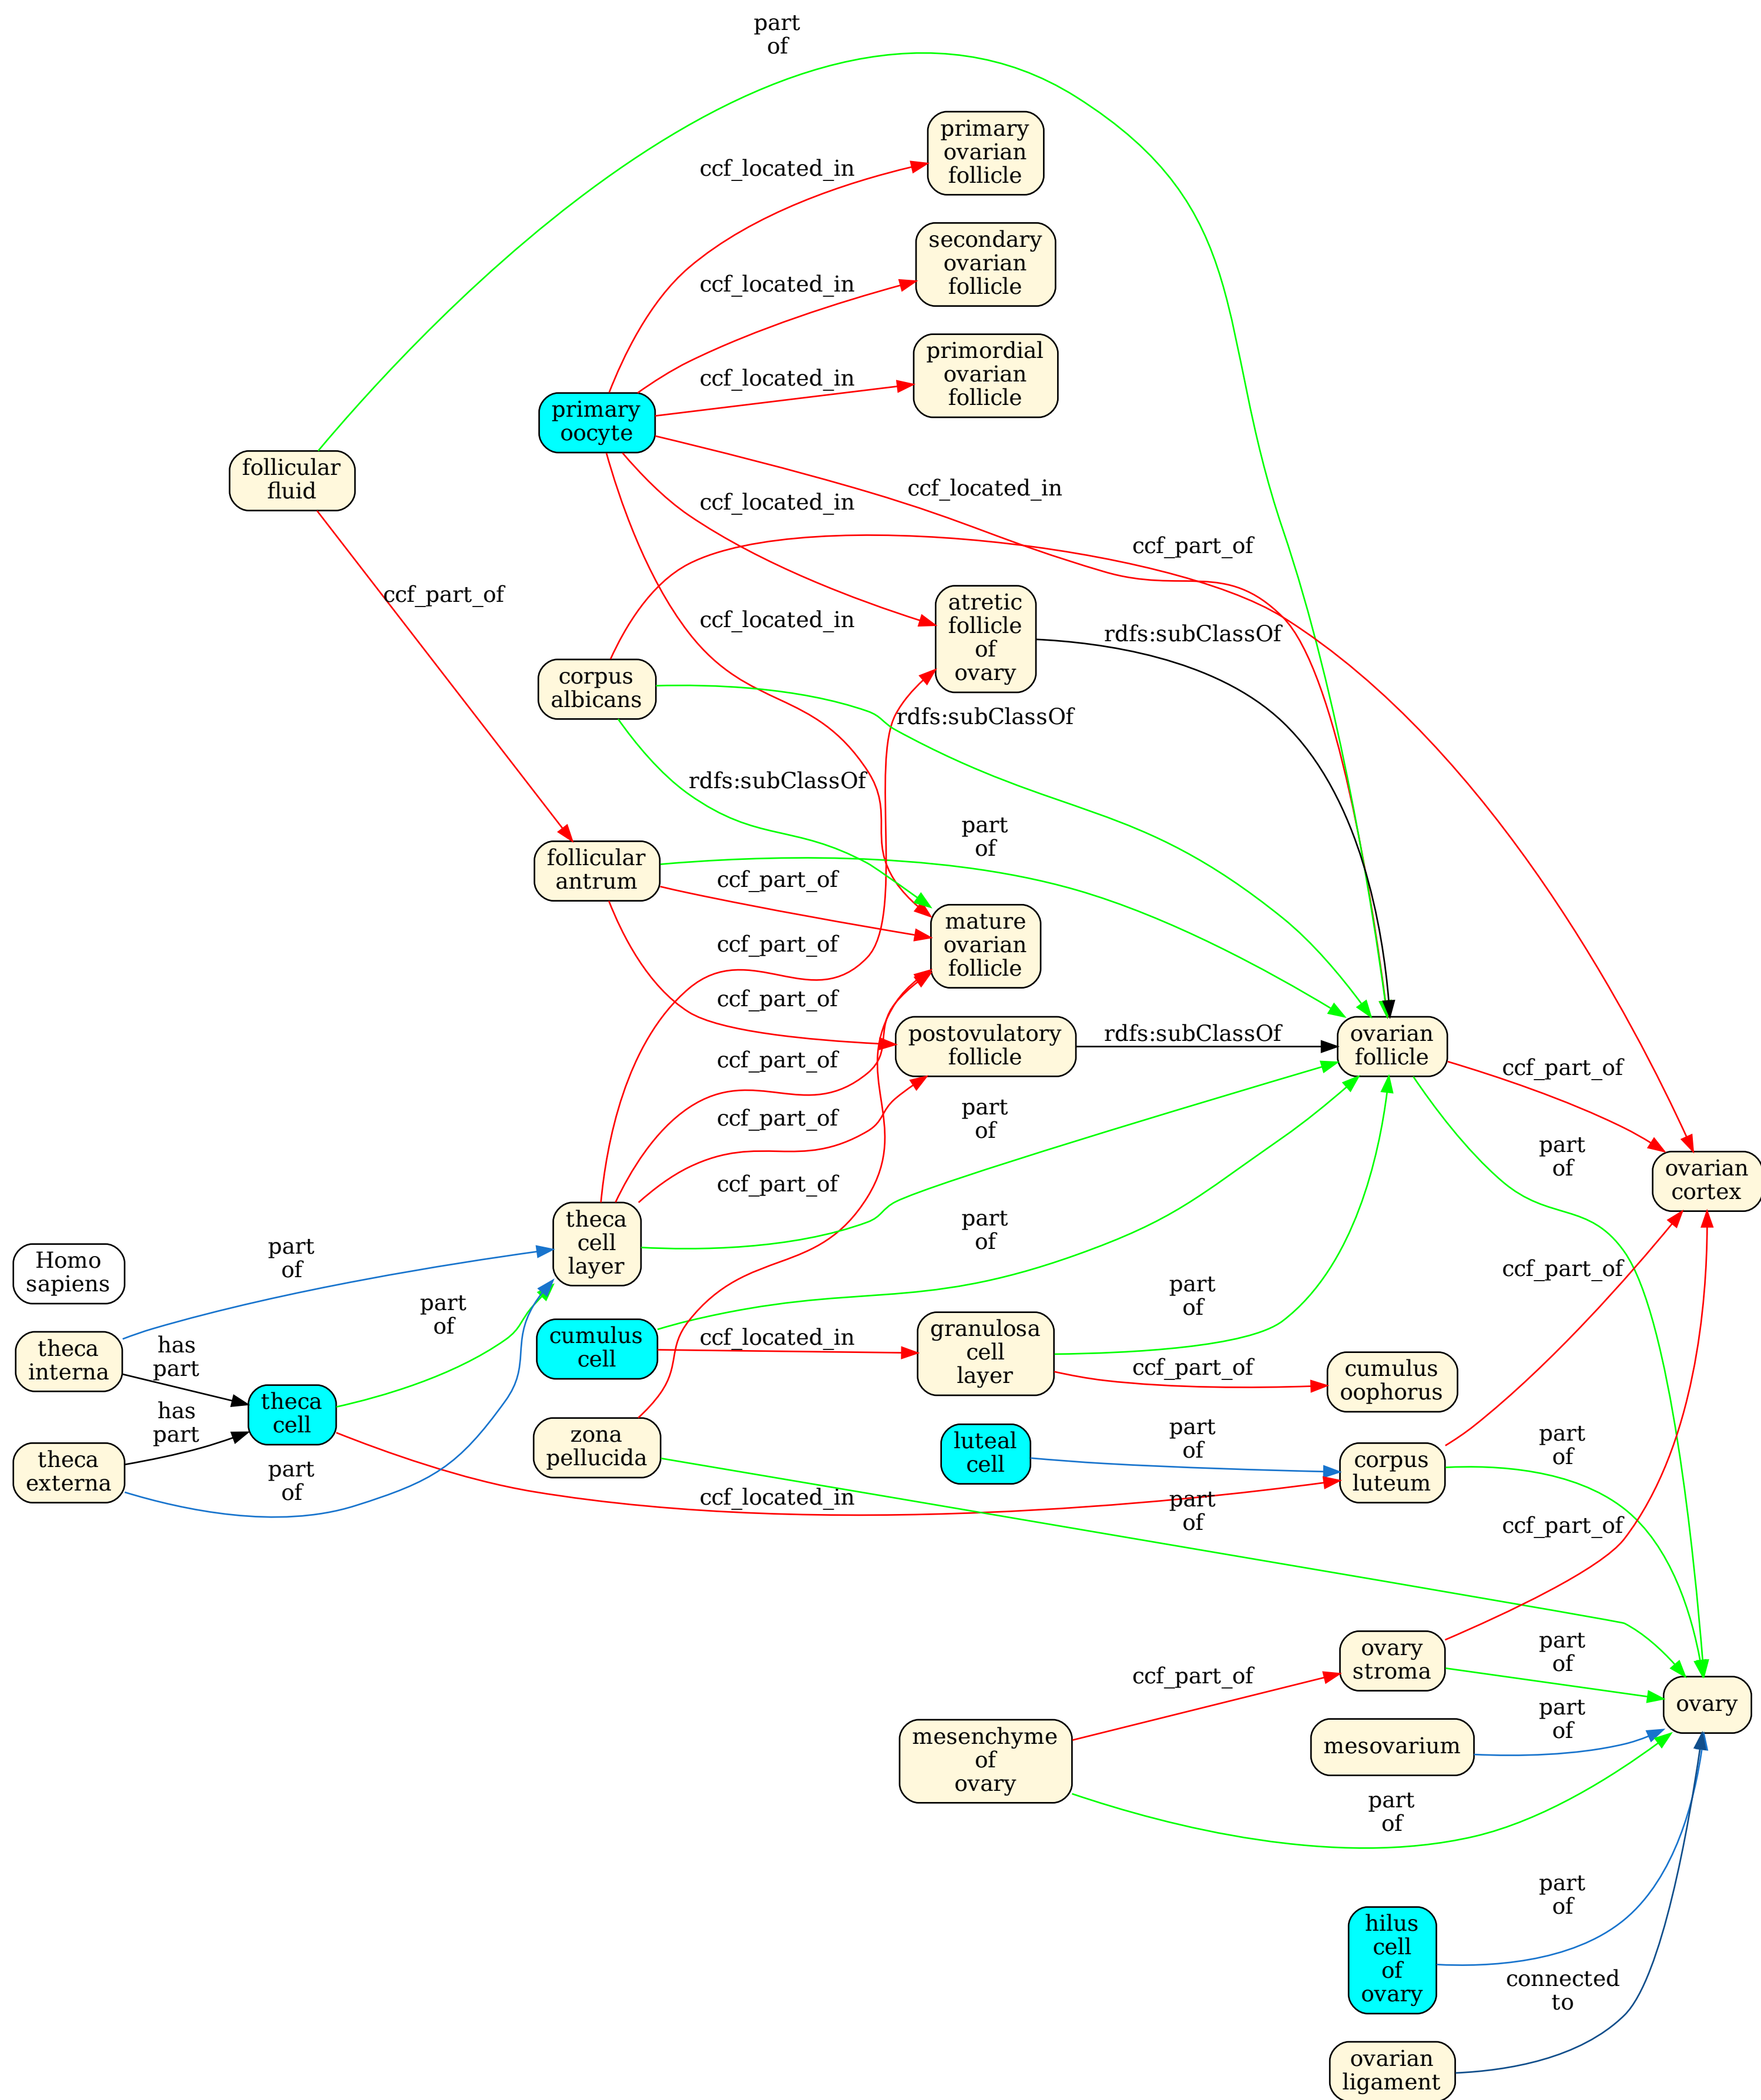 part
of
primary
ovarian
follicle
ccf_located_in
secondary
ovarian
follicle
ccf_located_in
primordial
ovarian
follicle
ccf_located_in
primary
oocyte
follicular
fluid
ccf_located_in
ccf_located_in
ccf_part_of
ccf_part_of
atretic
follicle
of
ovary
ccf_located_in
rdfs:subClassOf
corpus
albicans
rdfs:subClassOf
rdfs:subClassOf
part
of
follicular
antrum
ccf_part_of
mature
ovarian
follicle
ccf_part_of
ccf_part_of
postovulatory
follicle
rdfs:subClassOf
ovarian
follicle
ccf_part_of
ccf_part_of
ccf_part_of
part
of
part
of
ovarian
cortex
ccf_part_of
theca
cell
layer
part
of
Homo
sapiens
part
of
part
of
part
of
ccf_part_of
theca
interna
has
part
cumulus
cell
ccf_located_in
granulosa
cell
layer
ccf_part_of
cumulus
oophorus
theca
cell
has
part
theca
externa
part
of
zona
pellucida
luteal
cell
part
of
corpus
luteum
part
of
ccf_located_in
part
of
ccf_part_of
ovary
stroma
part
of
ccf_part_of
ovary
mesenchyme
of
ovary
mesovarium
part
of
part
of
part
of
hilus
cell
of
ovary
connected
to
ovarian
ligament